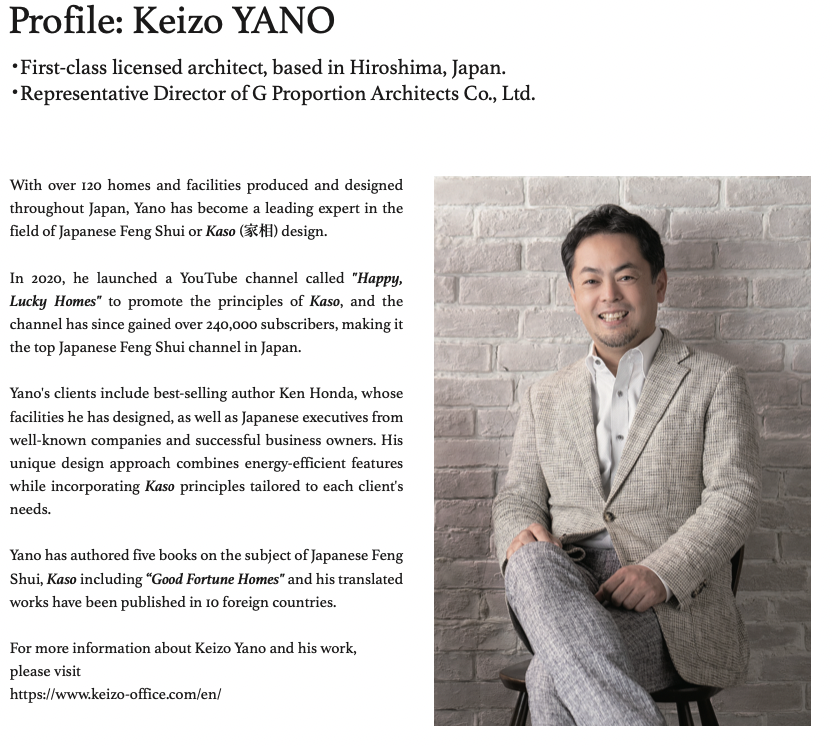 Profile: Keizo YANO
・First-class licensed architect, based in Hiroshima, Japan.
・Representative Director of G Proportion Architects Co., Ltd.
With over 120 homes and facilities produced and designed
throughout Japan, Yano has become a leading expert in the
field of Japanese Feng Shui or Kaso (家相) design.
In 2020, he launched a YouTube channel called "Happy,
Lucky Homes" to promote the principles of Kaso, and the
channel has since gained over 240,000 subscribers, making it
the top Japanese Feng Shui channel in Japan.
Yano's clients include best-selling author Ken Honda, whose
facilities he has designed, as well as Japanese executives from
well-known companies and successful business owners. His
unique design approach combines energy-efficient features
while incorporating Kaso principles tailored to each client's
needs.
Yano has authored five books on the subject of Japanese Feng
Shui, Kaso including “Good Fortune Homes" and his translated
works have been published in 10 foreign countries.
For more information about Keizo Yano and his work,
please visit
https://www.keizo-office.com/en/